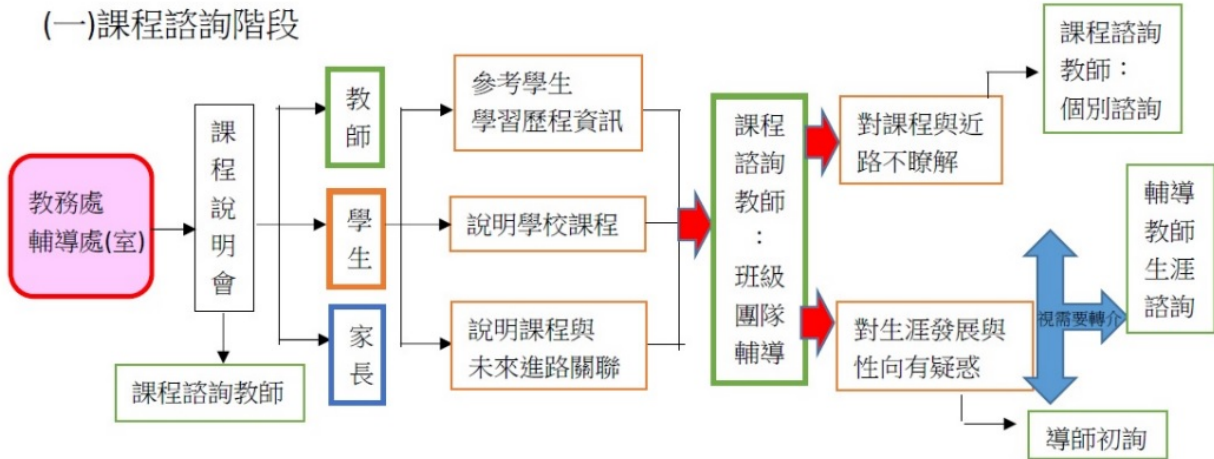 (一)課程諮詢階段
教務處
輔導處(室)
課程說明會
課程諮詢教師
教師
學生
家長
參考學生
學習歷程資訊
說明學校課程
說明課程與
未來進路關聯
課程
諮詢
教師
：
班級
團隊
輔導
對課程與近
路不瞭解
課程諮詢
教師：
個別諮詢
對生涯發展與
性向有疑惑
視需要轉介
輔導
教師
生涯
諮詢
導師初詢